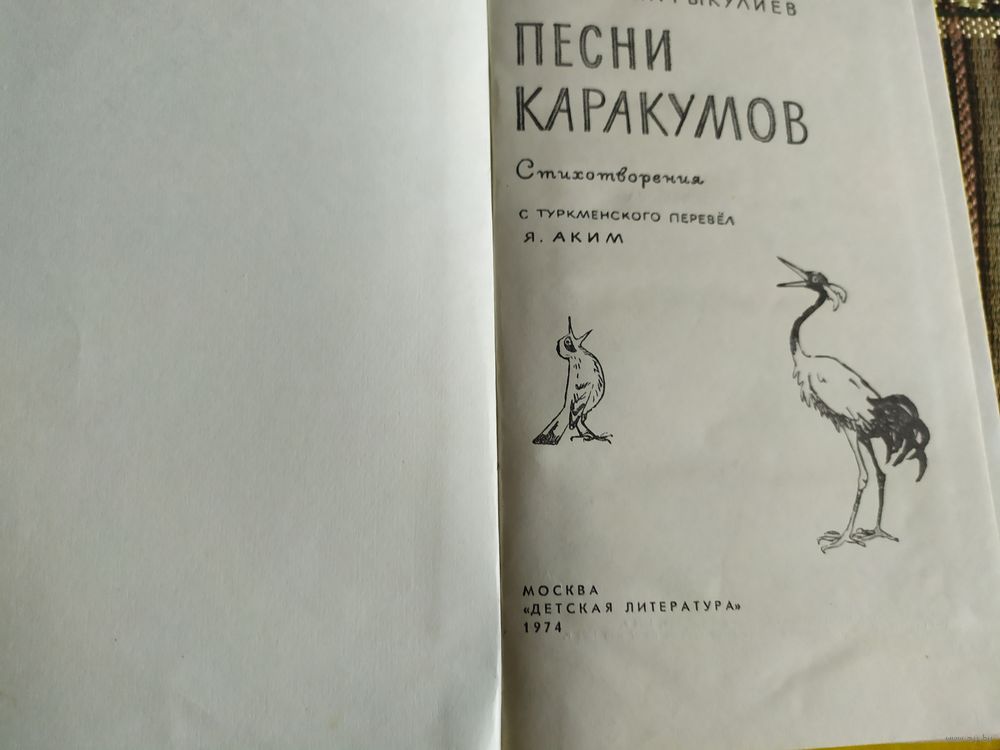 ПЕСНИ
КАРАКУМОВ
Стихотворения
С ТУРКМЕНСКОГО ПЕРЕВЁЛ
Я. АКИМ
МОСКВА
«ДЕТСКАЯ ЛИТЕРАТУРА»
1974